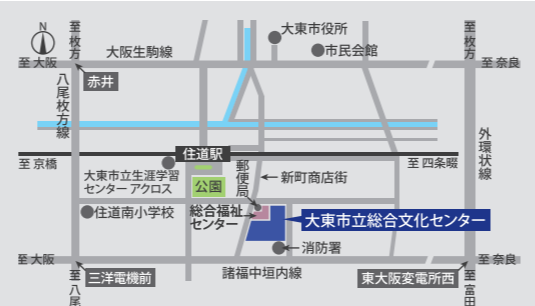 N
至枚方
至枚方
大東市役所
大阪生駒線
市民会館
至 大阪
至 奈良
赤井
八尾枚方線
外環状線
住道駅
至 京橋
至 四条畷
大東市立生涯学習
センター アクロス
郵便局
新町商店街
公園
住道南小学校
総合福祉
センター
大東市立総合文化センター
消防署
至 大阪
至 奈良
諸福中垣内線
三洋電機前
東大阪変電所西
至八尾
至富田